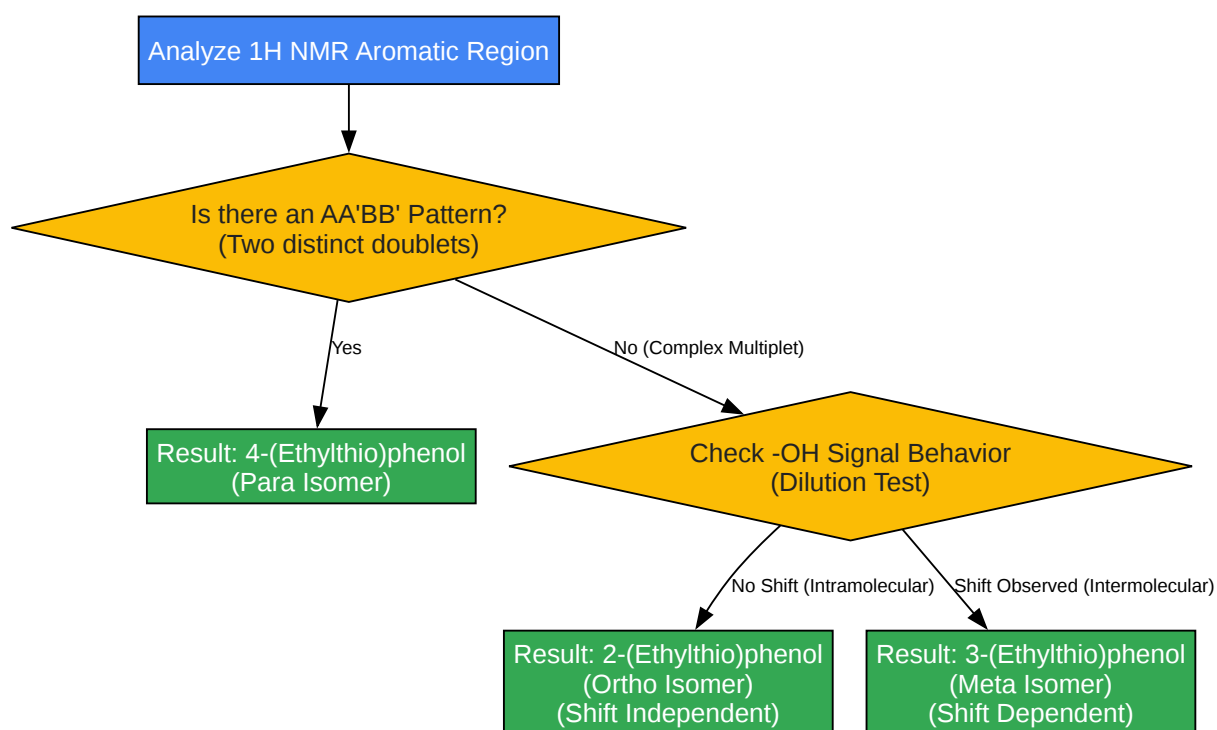 Analyze 1H NMR Aromatic Region
Is there an AA'BB' Pattern?
(Two distinct doublets)
Yes
No (Complex Multiplet)
Result: 4-(Ethylthio)phenol
(Para Isomer)
Check -OH Signal Behavior
(Dilution Test)
No Shift (Intramolecular)
Shift Observed (Intermolecular)
Result: 2-(Ethylthio)phenol
(Ortho Isomer)
(Shift Independent)
Result: 3-(Ethylthio)phenol
(Meta Isomer)
(Shift Dependent)